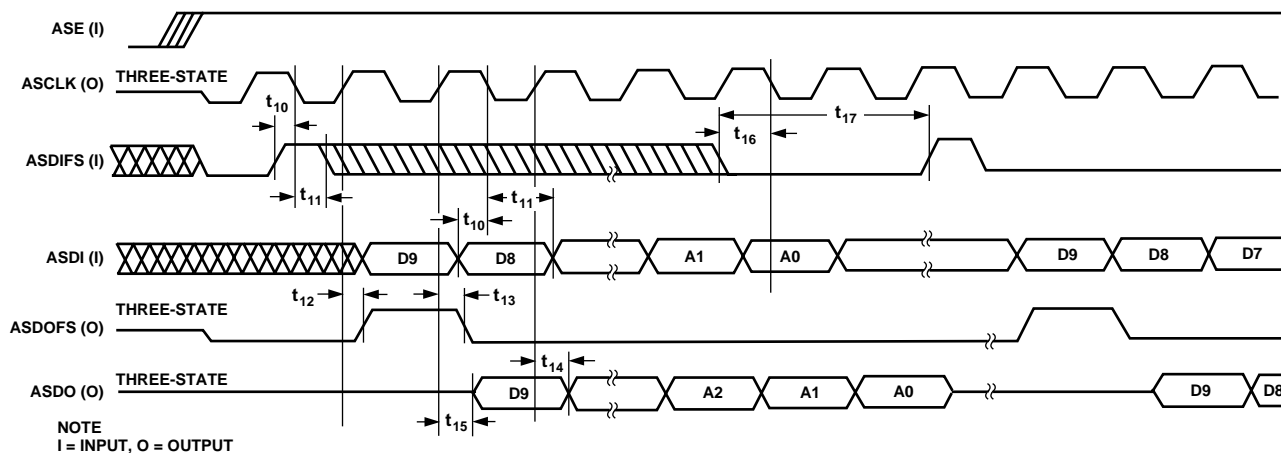 ASE (I)
ASCLK (O)
THREE-STATE
t10
t17
t16
ASDIFS (I)
t11
t11
t10
ASDI (I)
D9
D8
A1
A0
D9
D8
D7
t12
t13
THREE-STATE
ASDOFS (O)
t14
THREE-STATE
ASDO (O)
D9
A2
A1
A0
D9
D8
t15
NOTE
I = INPUT, O = OUTPUT